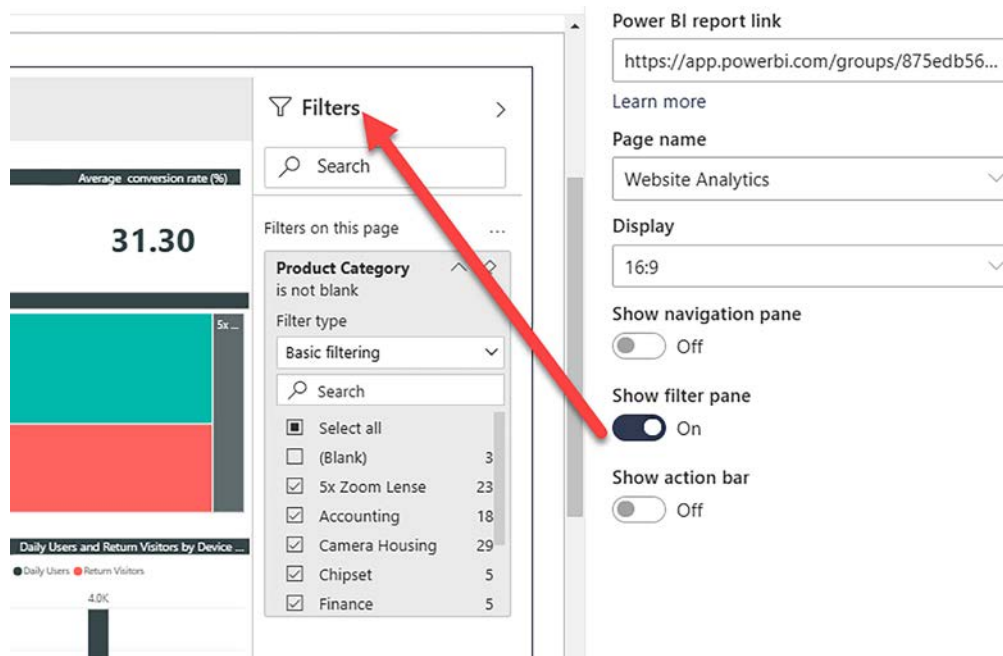 Average conversion rate (%)
31.30
5x ...
Daily Users and Return Visitors by Device ...
Daily Users Return Visitors
4.0K
Filters
Search
Filters on this page ...
Product Category
is not blank
Filter type
Basic filtering
Search
Select all
(Blank) 3
5x Zoom Lense 23
Accounting 18
Camera Housing 29
Chipset 5
Finance 5
Power BI report link
https://app.powerbi.com/groups/875edb56...
Learn more
Page name
Website Analytics
Display
16:9
Show navigation pane
Off
Show filter pane
On
Show action bar
Off